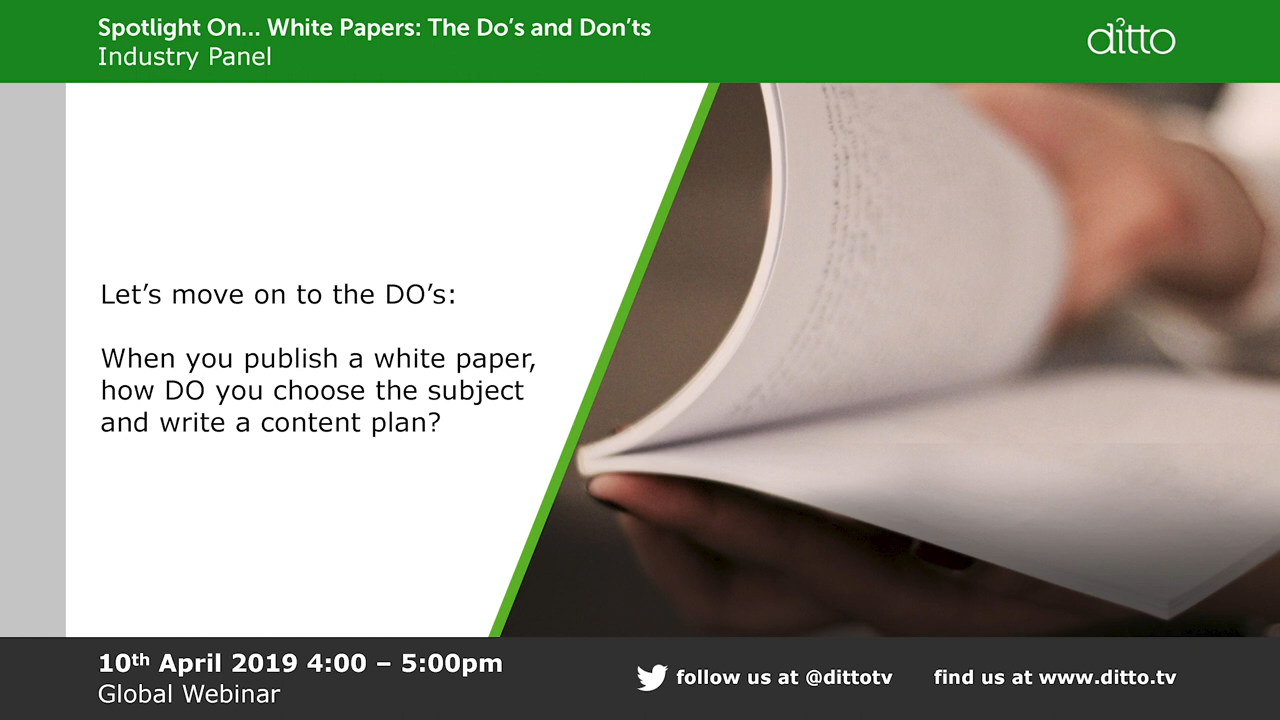 Spotlight On... White Papers: The Do’s and Don’ts
Industry Panel
ditto
Let’s move on to the DO’s:
When you publish a white paper,
how DO you choose the subject
and write a content plan?
10th April 2019 4:00 – 5:00pm
Global Webinar
follow us at @dittotv
find us at www.ditto.tv